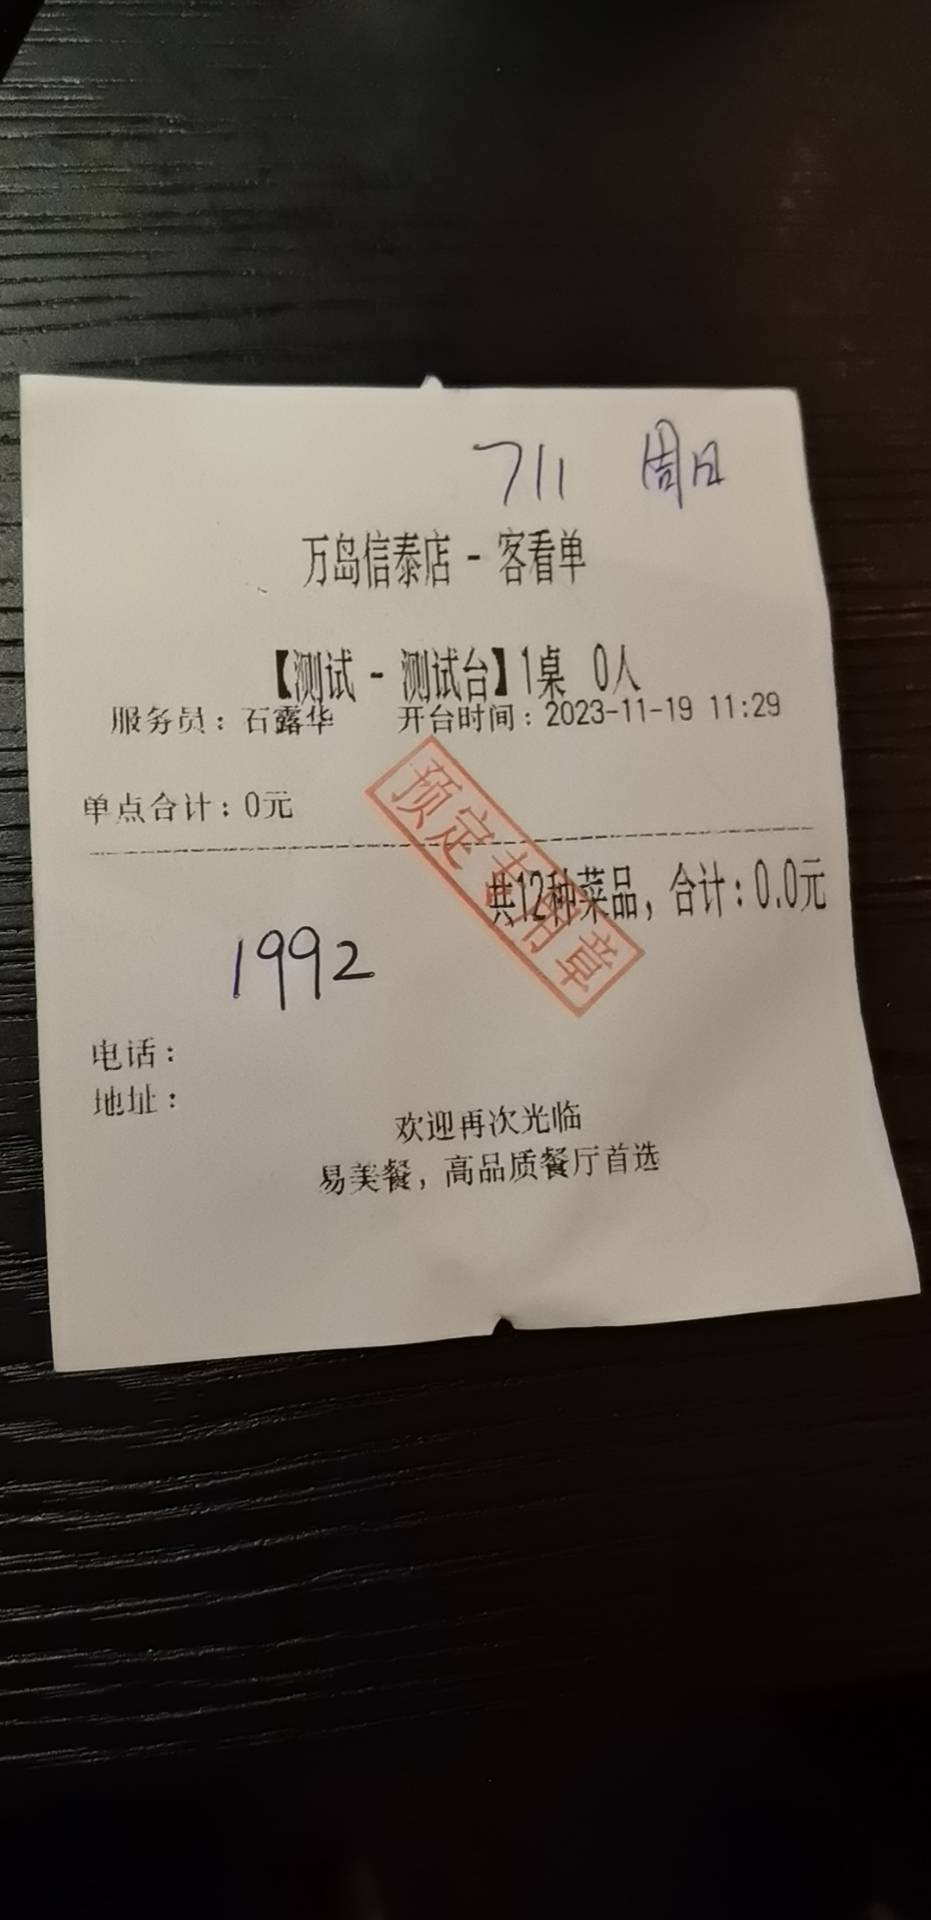 711 周日
万岛信泰店 - 客看单
【测试 - 测试台】1桌 0人
服务员：石露华 开台时间：2023-11-19 11:29
单点合计：0元
预定专用章
共12种菜品，合计：0.0元
1992
电话：
地址：
欢迎再次光临
易美餐，高品质餐厅首选